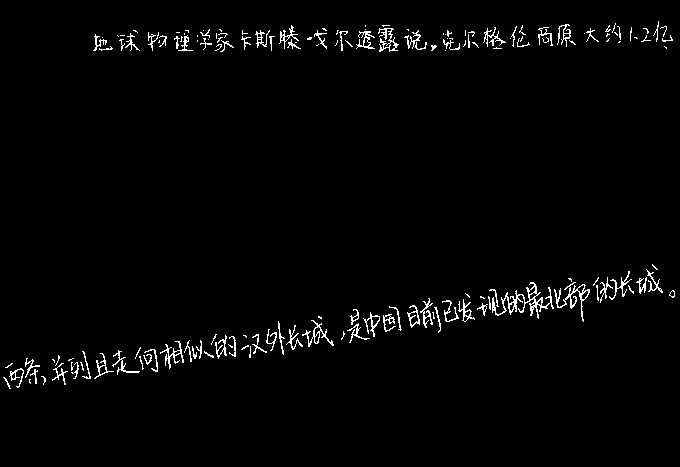 地球物理学家卡斯滕·戈尔透露说,克尔格伦高原大约1.2亿
两条并列且走向相似的汉外长城,是中国目前已发现的最北部的长城。